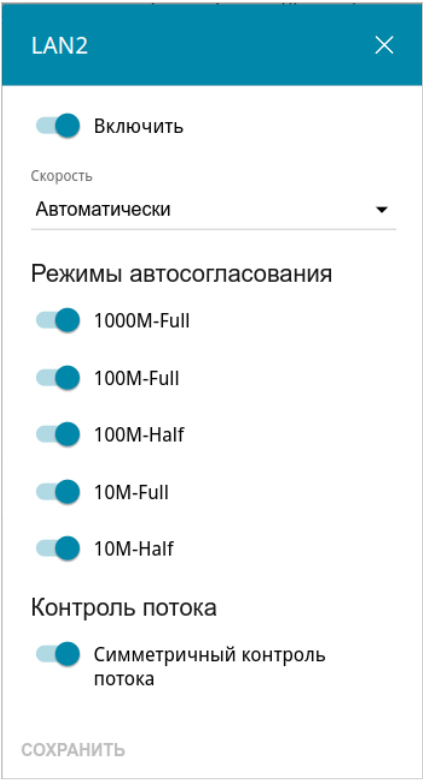 LAN2
Включить
Скорость
Автоматически
Режимы автосогласования
1000M-Full
100M-Full
100M-Half
10M-Full
10M-Half
Контроль потока
Симметричный контроль
потока
СОХРАНИТЬ